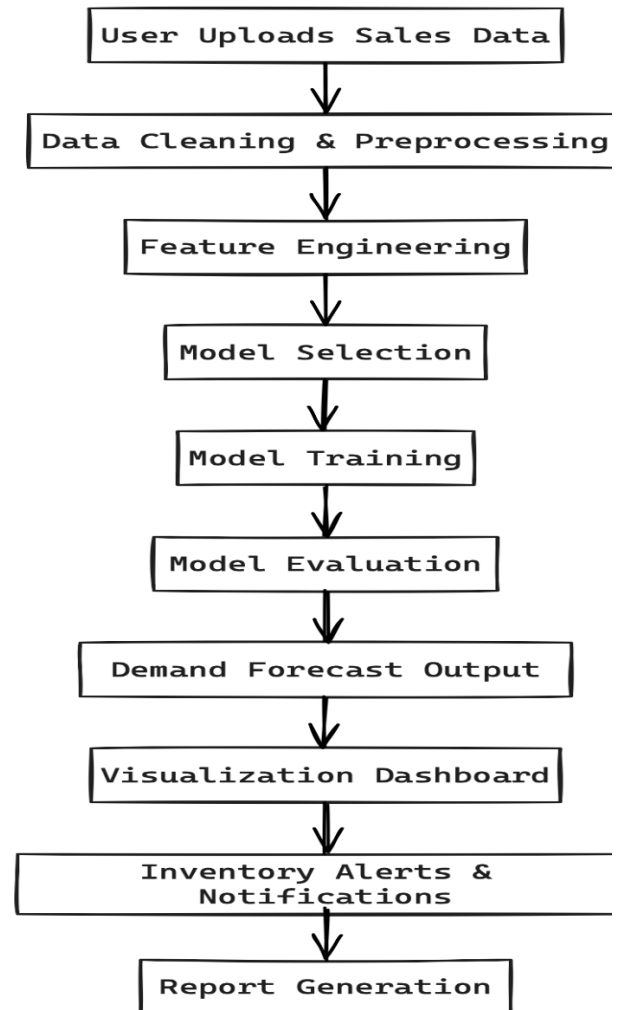 User Uploads Sales Data
Data Cleaning & Preprocessing
Feature Engineering
Model Selection
Model Training
Model Evaluation
Demand Forecast Output
Visualization Dashboard
Inventory Alerts &
Notifications
Report Generation